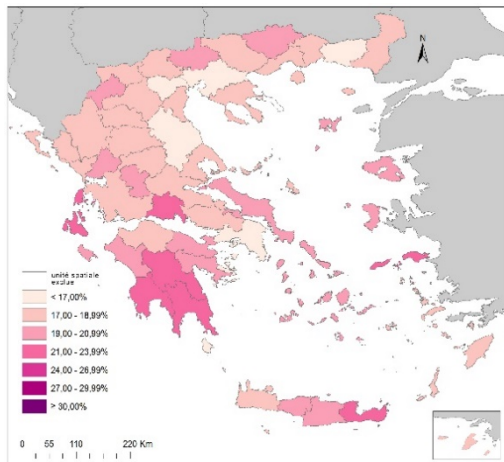 N
unité spatiale
exclue
< 17,00%
17,00 - 18,99%
19,00 - 20,99%
21,00 - 23,99%
24,00 - 26,99%
27,00 - 29,99%
> 30,00%
0 55 110 220 Km